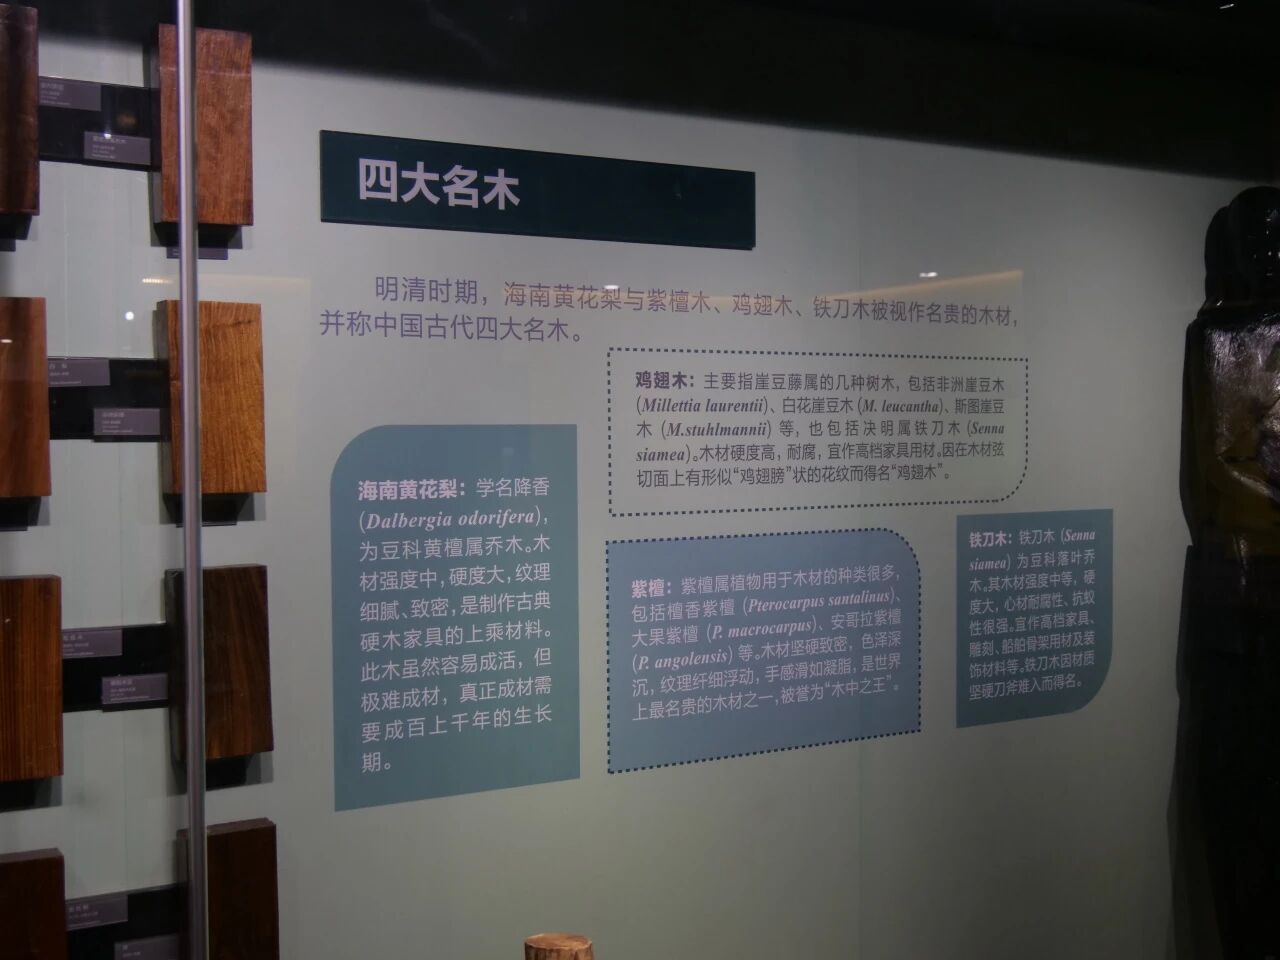 四大名木
明清时期，海南黄花梨与紫檀木、鸡翅木、铁刀木被视作名贵的木材，
并称中国古代四大名木。
鸡翅木：主要指崖豆藤属的几种树木，包括非洲崖豆木
(Millettia laurentii)、白花崖豆木 (M. leucantha)、斯图崖豆
木 (M.stuhlmannii) 等，也包括决明属铁刀木 (Senna
siamea)。木材硬度高，耐腐，宜作高档家具用材。因在木材弦
切面上有形似“鸡翅膀”状的花纹而得名“鸡翅木”。
海南黄花梨：学名降香
(Dalbergia odorifera)，
为豆科黄檀属乔木。木
材强度中，硬度大，纹理
细腻、致密，是制作古典
硬木家具的上乘材料。
此木虽然容易成活，但
极难成材，真正成材需
要成百上千年的生长
期。
紫檀：紫檀属植物用于木材的种类很多，
包括檀香紫檀 (Pterocarpus santalinus)、
大果紫檀 (P. macrocarpus)、安哥拉紫檀
(P. angolensis) 等。木材坚硬致密，色泽深
沉，纹理纤细浮动，手感滑如凝脂，是世界
上最名贵的木材之一，被誉为“木中之王”。
铁刀木：铁刀木 (Senna
siamea) 为豆科落叶乔
木。其木材强度中等，硬
度大，心材耐腐性、抗蚁
性很强。宜作高档家具、
雕刻、船舶骨架用材及装
饰材料等。铁刀木因材质
坚硬刀斧难入而得名。